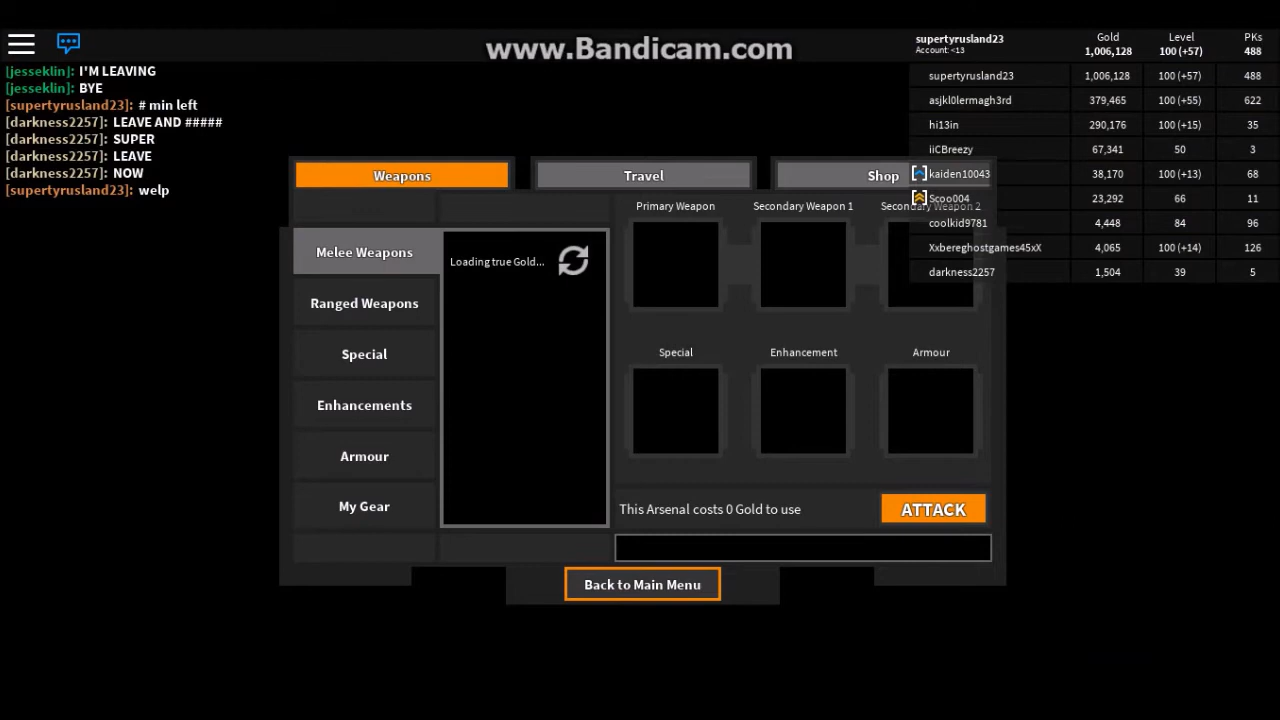 www.Bandicam.com
[jesseklin]: I'M LEAVING
[jesseklin]: BYE
[supertyrusland23]: # min left
[darkness2257]: LEAVE AND #####
[darkness2257]: SUPER
[darkness2257]: LEAVE
[darkness2257]: NOW
[supertyrusland23]: welp
supertyrusland23 Gold Level PKs
Account: <13 1,006,128 100 (+57) 488
supertyrusland23 1,006,128 100 (+57) 488
asjkl0lermagh3rd 379,465 100 (+55) 622
hi13in 290,176 100 (+15) 35
iiCBreezy 67,341 50 3
kaiden10043 38,170 100 (+13) 68
Scoo004 23,292 66 11
coolkid9781 4,448 84 24
XxbereghostgamesxX45 4,065 100 (+14) 126
darkness2257 1,504 39 5
Weapons Travel Shop
Melee Weapons
Ranged Weapons
Special
Enhancements
Armour
My Gear
Loading true Gold...
Primary Weapon Secondary Weapon 1 Secondary Weapon 2
Special Enhancement Armour
This Arsenal costs 0 Gold to use ATTACK
Back to Main Menu